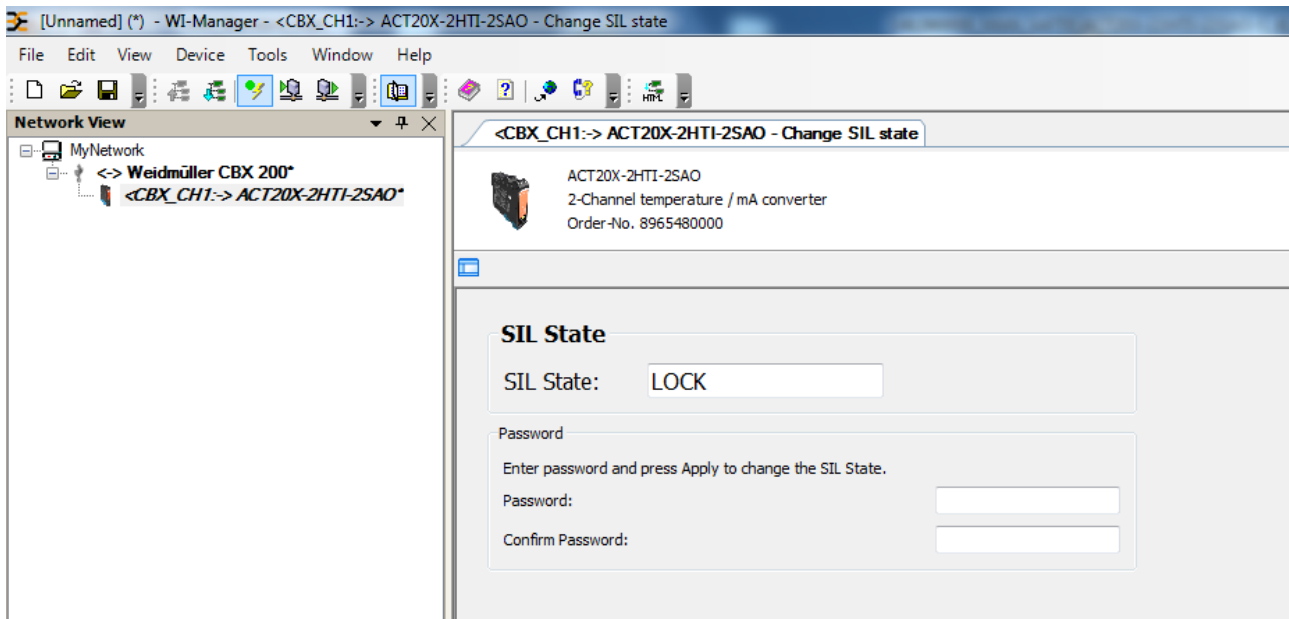 [Unnamed] (*) - WI-Manager - <CBX_CH1:-> ACT20X-2HTI-2SAO - Change SIL state
File Edit View Device Tools Window Help
HTML
Network View
<CBX_CH1:-> ACT20X-2HTI-2SAO - Change SIL state
MyNetwork
<-> Weidmüller CBX 200*
<CBX_CH1:-> ACT20X-2HTI-2SAO*
ACT20X-2HTI-2SAO
2-Channel temperature / mA converter
Order-No. 8965480000
SIL State
SIL State: LOCK
Password
Enter password and press Apply to change the SIL State.
Password:
Confirm Password: